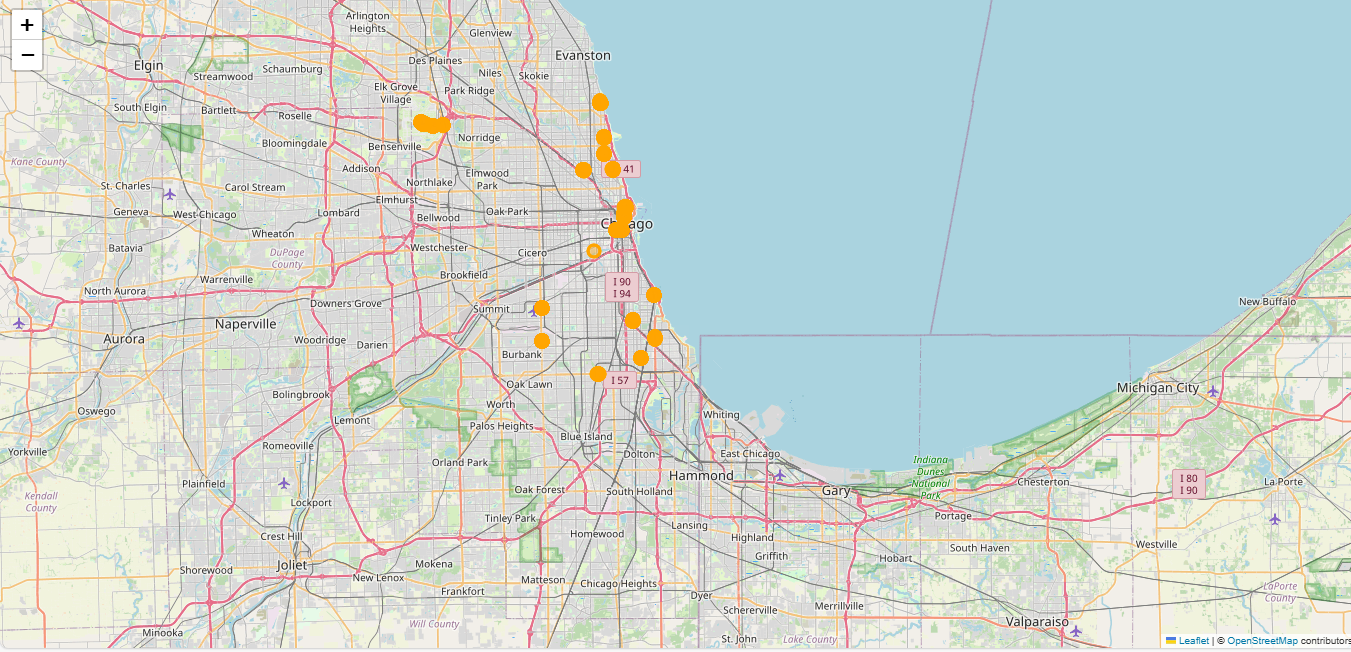 +
−
Arlington
Heights
Glenview
Evanston
Des Plaines
Elgin
Schaumburg
Streamwood
Niles
Skokie
Elk Grove
Village
Park Ridge
South Elgin
Bartlett
Roselle
Norridge
Bloomingdale
Bensenville
Kane County
Addison
41
Elmwood
Park
Northlake
St. Charles
Carol Stream
Elmhurst
Geneva
West-Chicago
Lombard
Oak Park
Bellwood
Chicago
Wheaton
Batavia
Westchester
DuPage
County
Cicero
Warrenville
Brookfield
I 90
I 94
North Aurora
Downers Grove
Summit
New Buffalo
Naperville
Aurora
Woodridge
Darien
Burbank
I 57
Oak Lawn
Michigan City
Bolingbrook
Worth
Oswego
Lemont
Whiting
Palos Heights
Blue Island
Romeoville
Yorkville
Dolton
East Chicago
Orland Park
Indiana
Dunes
National
Park
Hammond
Plainfield
I 80
I 90
La Porte
Chesterton
Kendall
County
Oak Forest
South Holland
Gary
Lockport
Tinley Park
Portage
Lansing
Crest Hill
Homewood
Highland
Westville
South Haven
Griffith
Hobart
Joliet
Mokena
Shorewood
New Lenox
Matteson
Chicago Heights
LaPorte
County
Frankfort
Dyer
Merrillville
Schererville
Will County
Valparaiso
Minooka
St. John
Lake County
Leaflet | © OpenStreetMap contributors